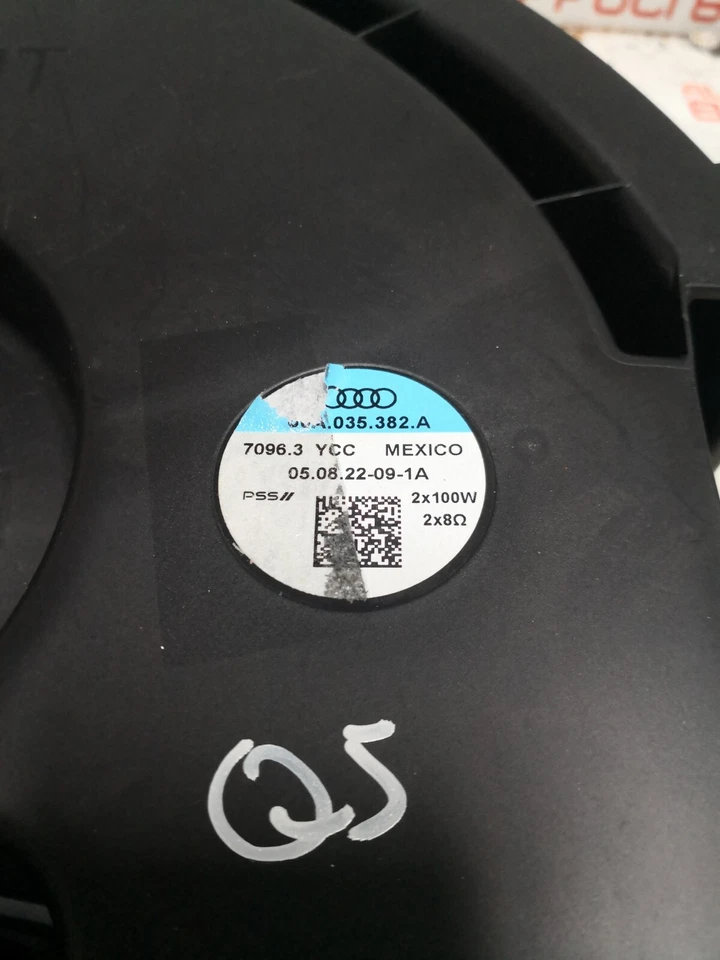 .035.382.A
7096.3 YCC MEXICO
05.08.22-09-1A
PSS// 2x100W
2x8Ω
Q5